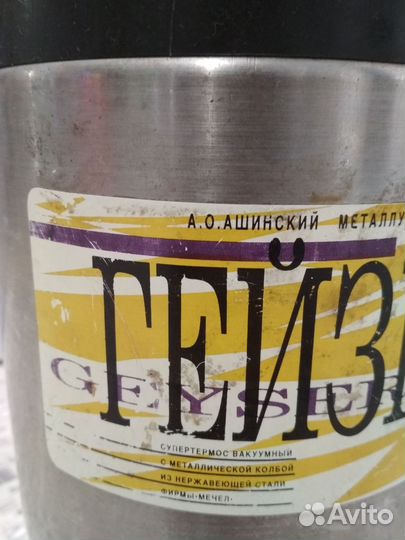 А.О.АШИНСКИЙ МЕТАЛЛУ
ГЕЙЗ
GEYSER
СУПЕРТЕРМОС ВАКУУМНЫЙ
С МЕТАЛЛИЧЕСКОЙ КОЛБОЙ
ИЗ НЕРЖАВЕЮЩЕЙ СТАЛИ
ФИРМЫ·МЕЧЕЛ·
Avito